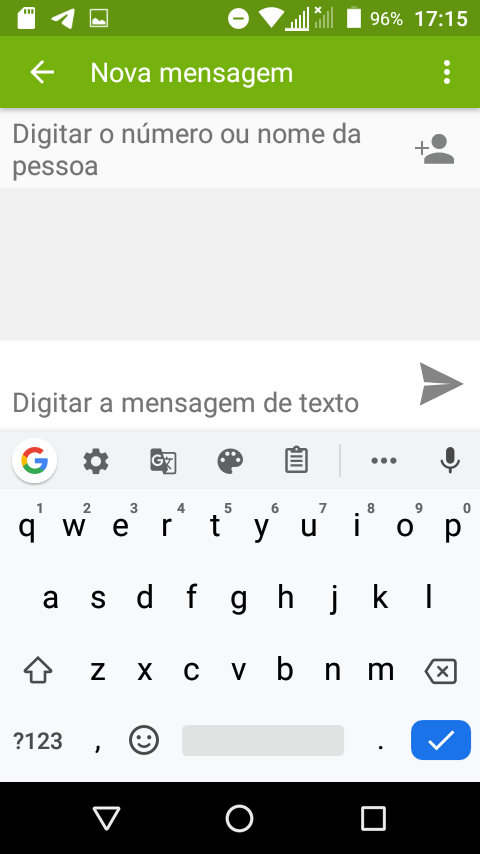 96% 17:15
Nova mensagem
Digitar o número ou nome da
pessoa
Digitar a mensagem de texto
1 2 3 4 5 6 7 8 9 0
q w e r t y u i o p
a s d f g h j k l
z x c v b n m
?123 , .